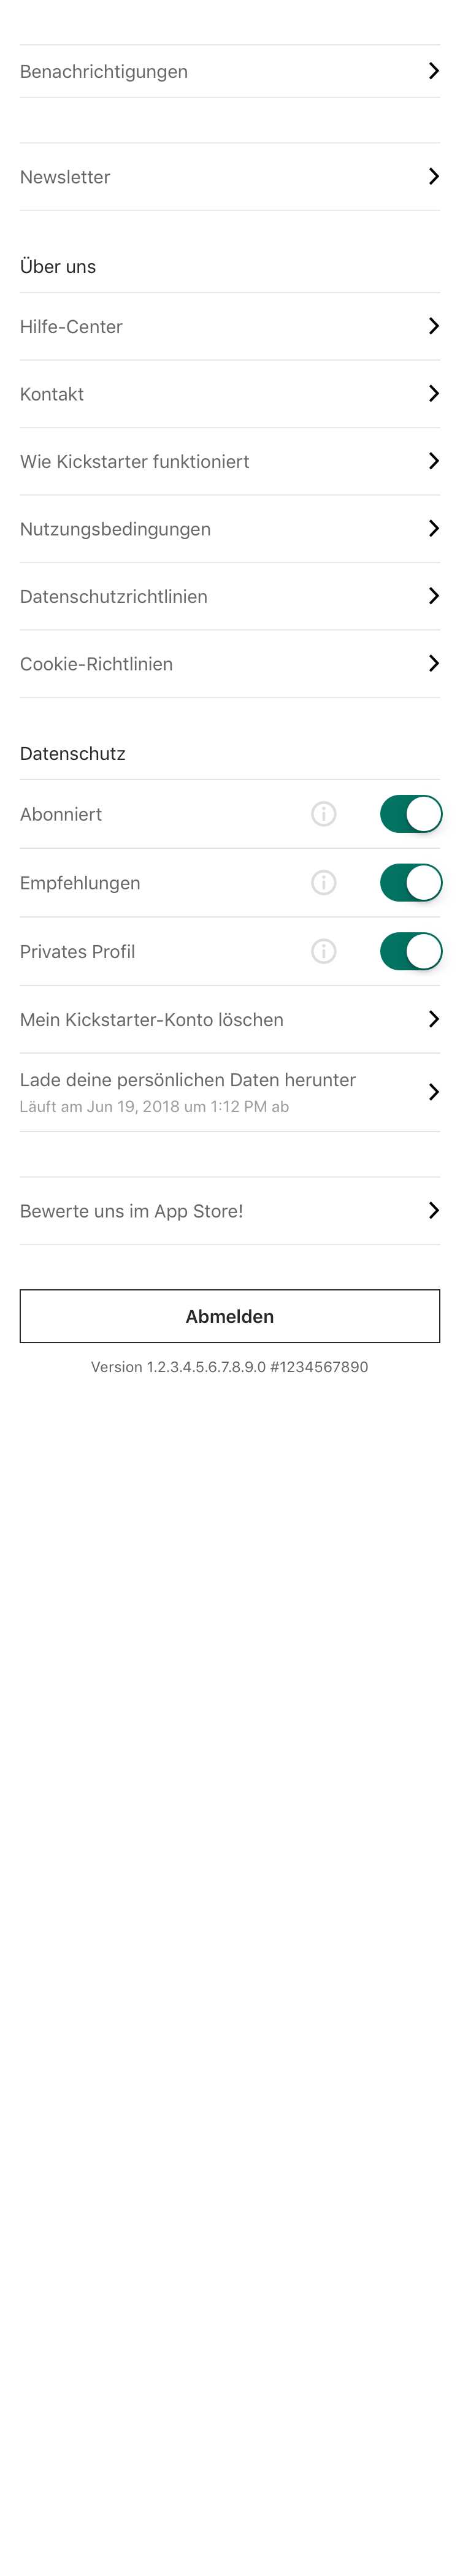 Benachrichtigungen
Newsletter
Über uns
Hilfe-Center
Kontakt
Wie Kickstarter funktioniert
Nutzungsbedingungen
Datenschutzrichtlinien
Cookie-Richtlinien
Datenschutz
Abonniert
Empfehlungen
Privates Profil
Mein Kickstarter-Konto löschen
Lade deine persönlichen Daten herunter
Läuft am Jun 19, 2018 um 1:12 PM ab
Bewerte uns im App Store!
Abmelden
Version 1.2.3.4.5.6.7.8.9.0 #1234567890